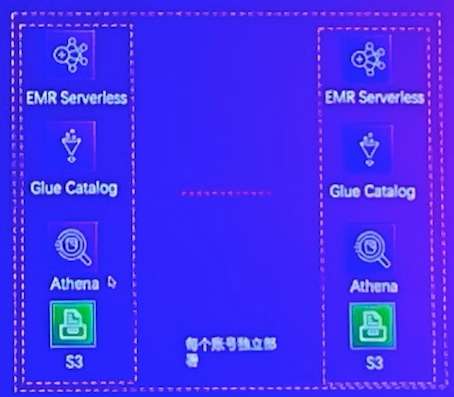 EMR Serverless
Glue Catalog
Athena
S3
每个账号独立部
署
EMR Serverless
Glue Catalog
Athena
S3